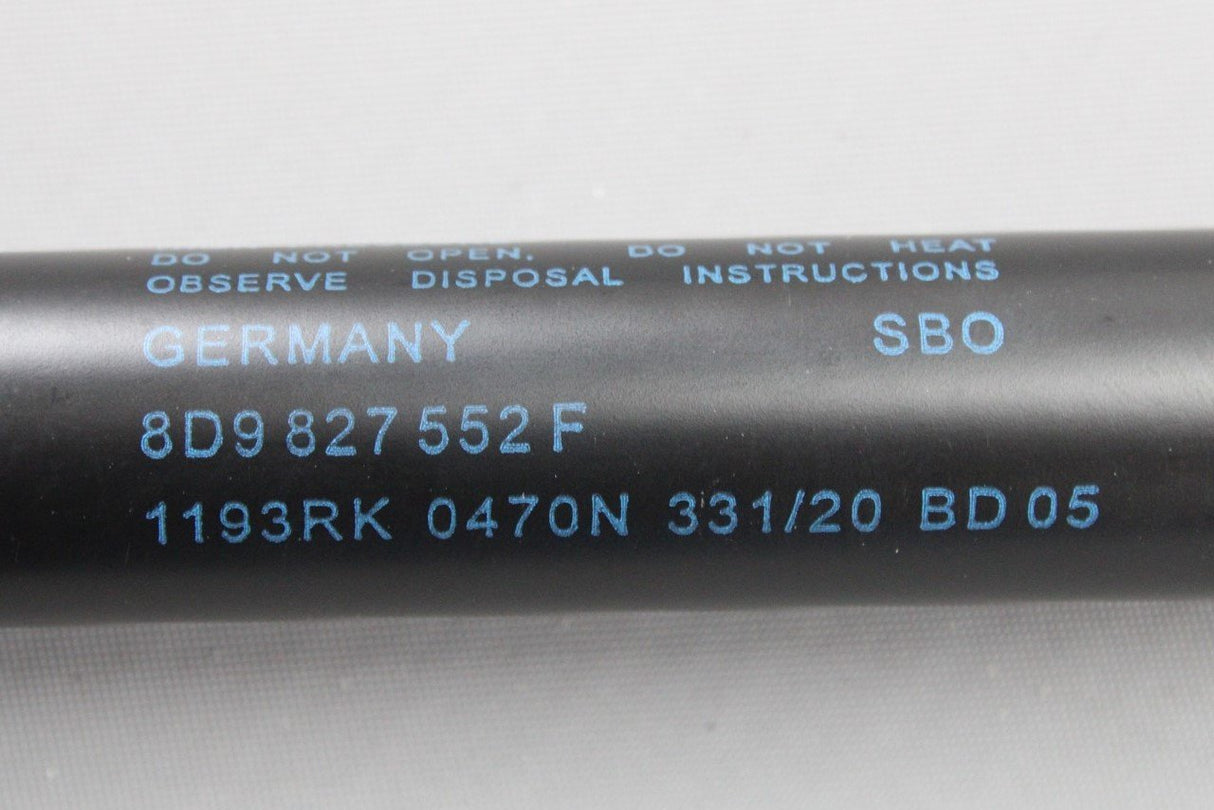 DO NOT OPEN. DO NOT HEAT
OBSERVE DISPOSAL INSTRUCTIONS
GERMANY SBO
8D9 827 552 F
1193RK 0470N 331/20 BD 05